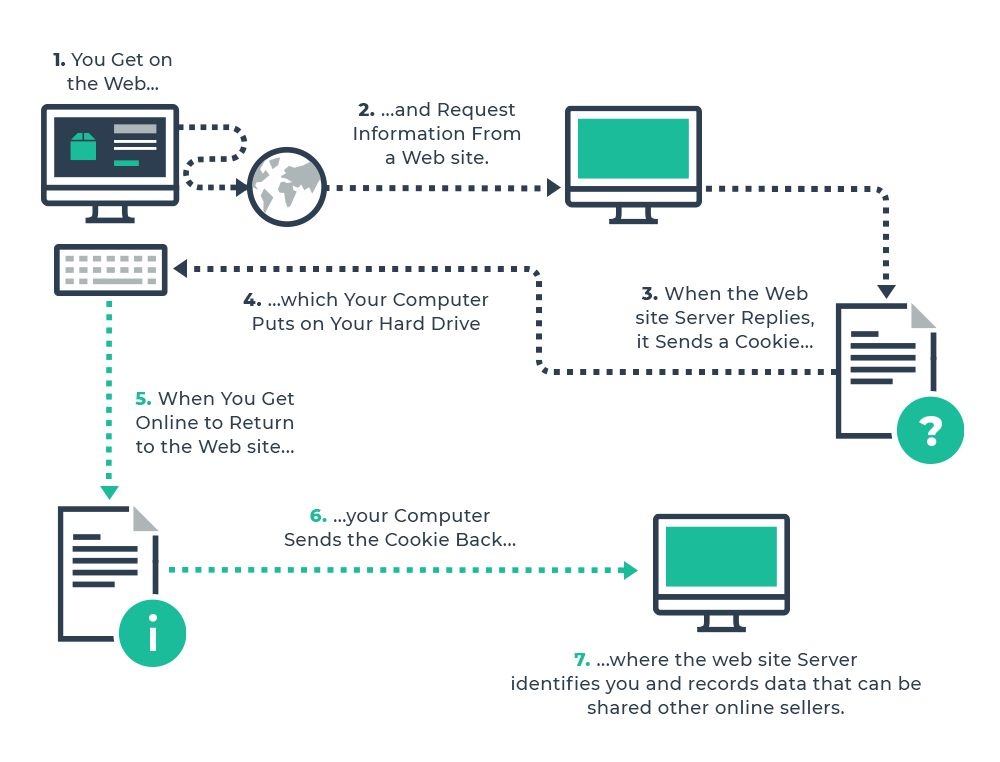 1. You Get on
the Web...
2. ...and Request
Information From
a Web site.
3. When the Web
site Server Replies,
it Sends a Cookie...
4. ...which Your Computer
Puts on Your Hard Drive
5. When You Get
Online to Return
to the Web site...
6. ...your Computer
Sends the Cookie Back...
7. ...where the web site Server
identifies you and records data that can be
shared other online sellers.
?
i